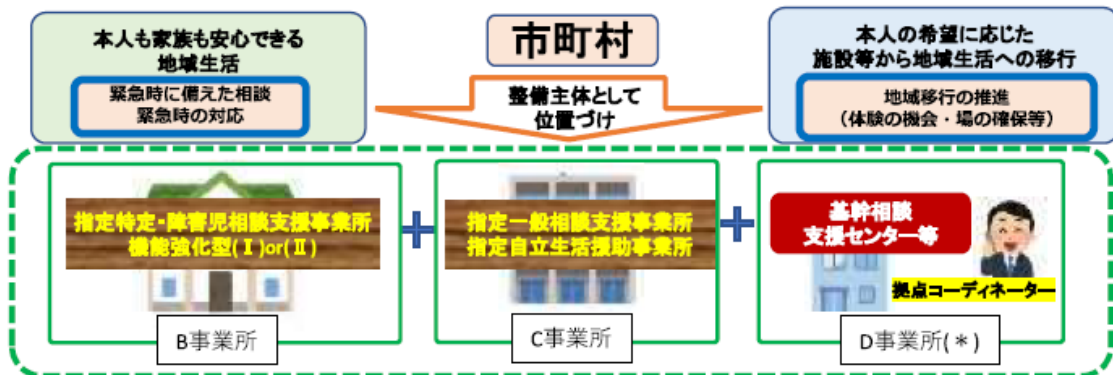 本人も家族も安心できる
地域生活
緊急時に備えた相談
緊急時の対応
市町村
整備主体として
位置づけ
本人の希望に応じた
施設等から地域生活への移行
地域移行の推進
（体験の機会・場の確保等）
指定特定・障害児相談支援事業所
機能強化型(Ⅰ)or(Ⅱ)
B事業所
+
指定一般相談支援事業所
指定自立生活援助事業所
C事業所
+
基幹相談
支援センター等
拠点コーディネーター
D事業所(＊)